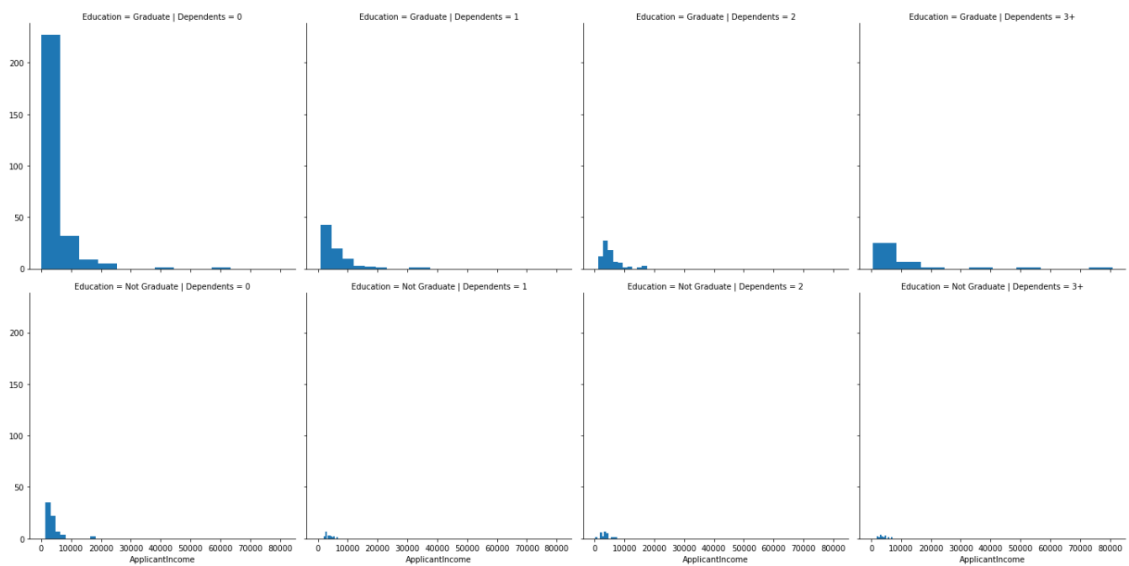 Education = Graduate | Dependents = 0
Education = Graduate | Dependents = 1
Education = Graduate | Dependents = 2
Education = Graduate | Dependents = 3+
200
150
100
50
0
Education = Not Graduate | Dependents = 0
Education = Not Graduate | Dependents = 1
Education = Not Graduate | Dependents = 2
Education = Not Graduate | Dependents = 3+
200
150
100
50
0
0 10000 20000 30000 40000 50000 60000 70000 80000
ApplicantIncome
0 10000 20000 30000 40000 50000 60000 70000 80000
ApplicantIncome
0 10000 20000 30000 40000 50000 60000 70000 80000
ApplicantIncome
0 10000 20000 30000 40000 50000 60000 70000 80000
ApplicantIncome